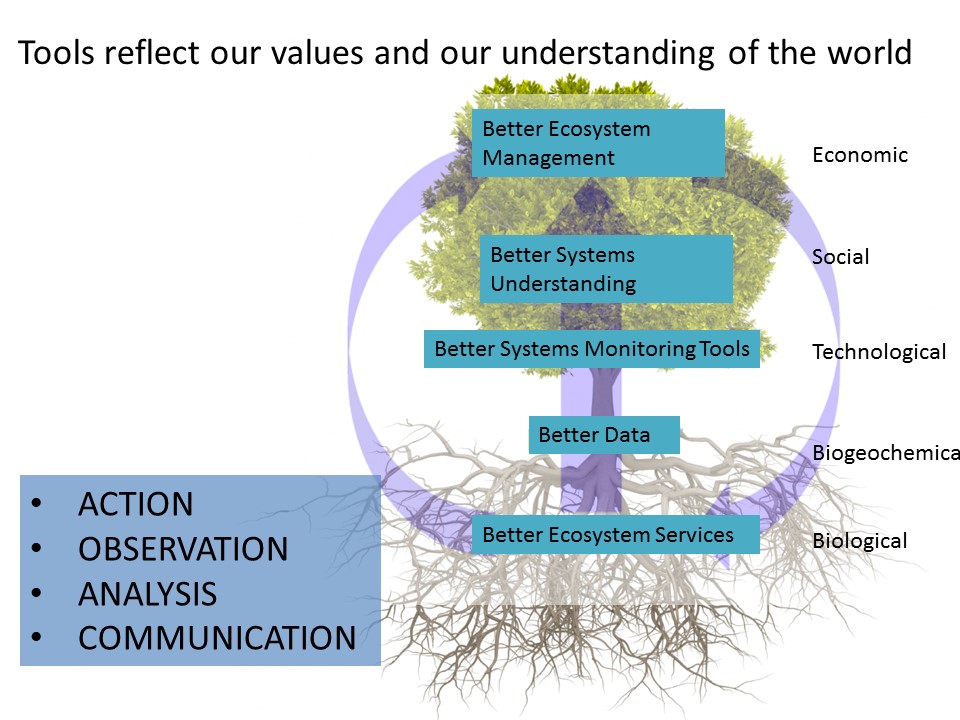 Tools reflect our values and our understanding of the world
Better Ecosystem
Management
Economic
Better Systems
Understanding
Social
Better Systems Monitoring Tools
Technological
Better Data
Biogeochemica
Better Ecosystem Services
Biological
• ACTION
• OBSERVATION
• ANALYSIS
• COMMUNICATION